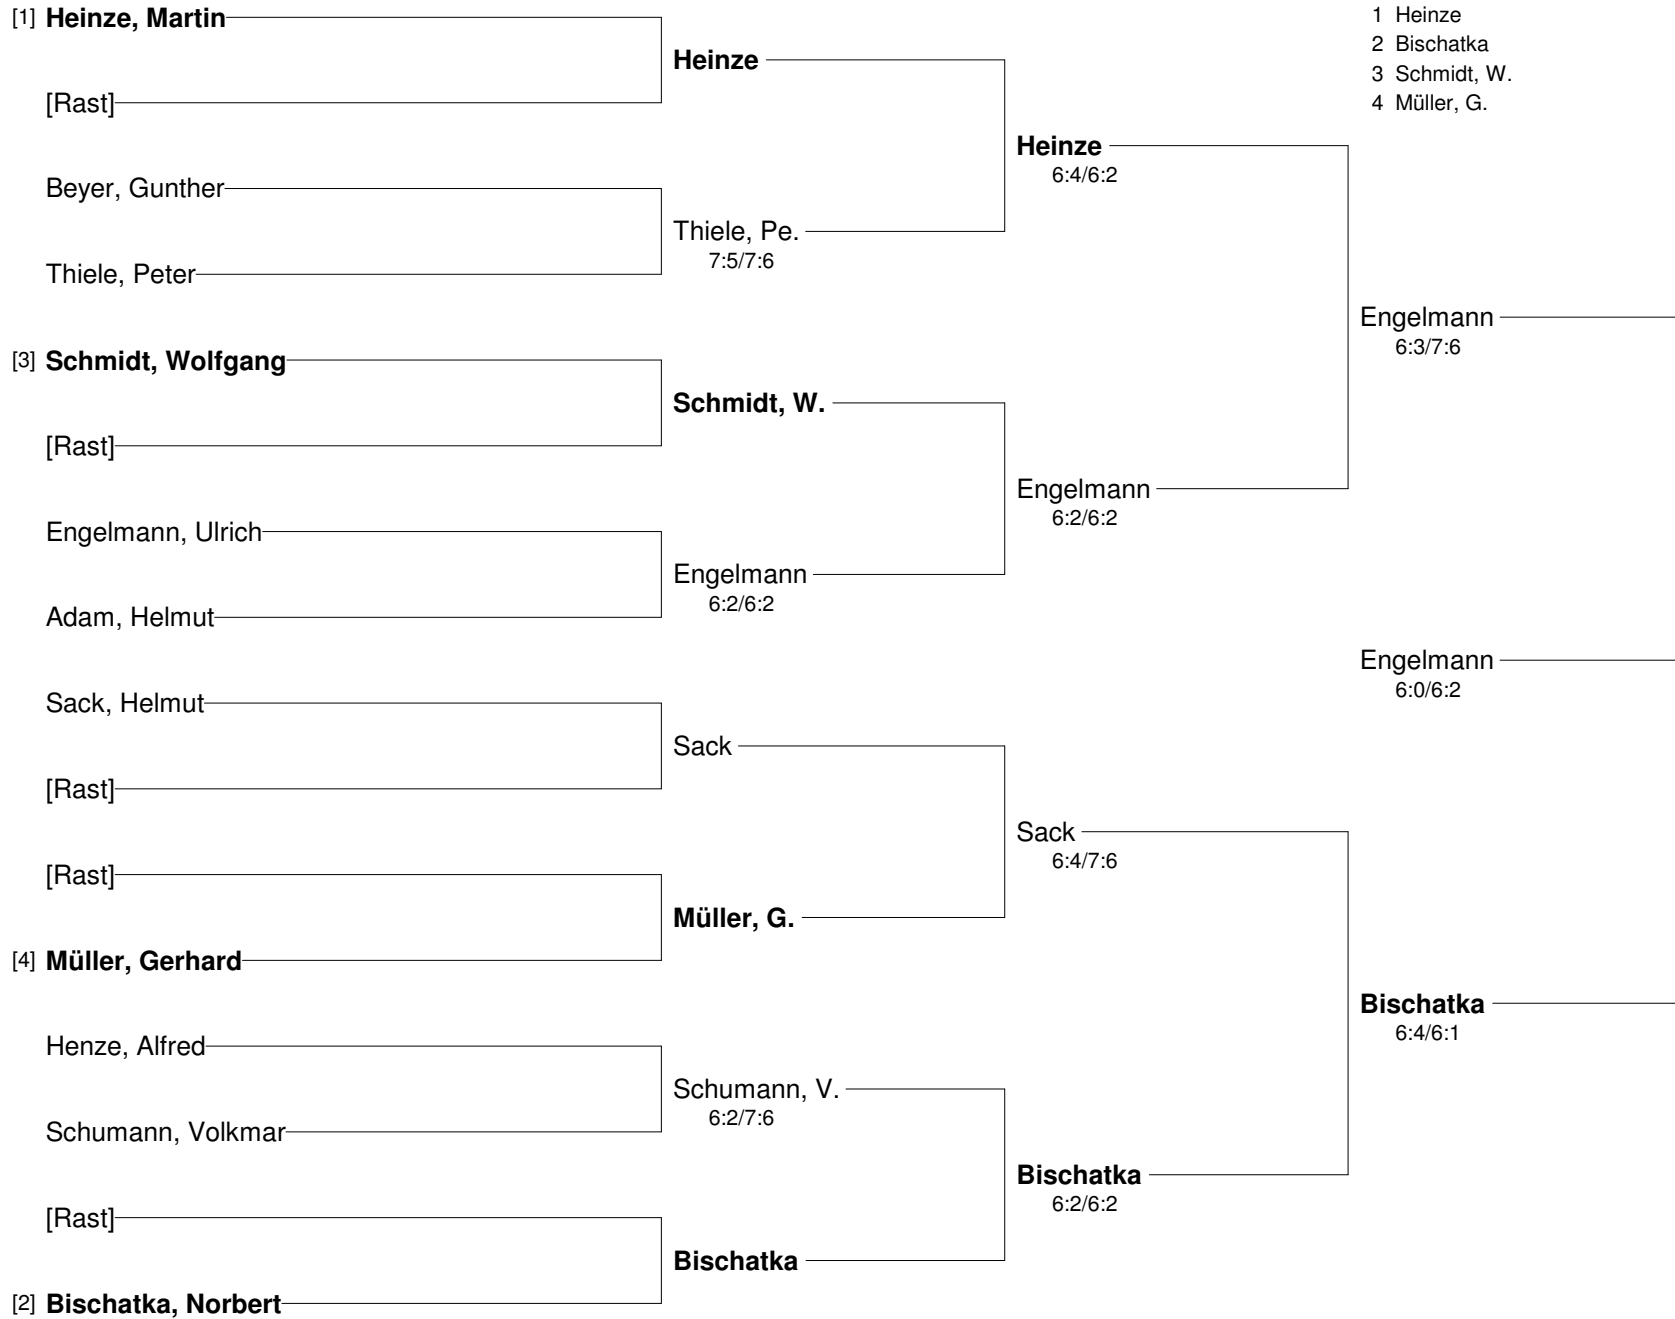 [1] Heinze, Martin
[Rast]
Beyer, Gunther
Thiele, Peter
[3] Schmidt, Wolfgang
[Rast]
Engelmann, Ulrich
Adam, Helmut
Sack, Helmut
[Rast]
[Rast]
[4] Müller, Gerhard
Henze, Alfred
Schumann, Volkmar
[Rast]
[2] Bischatka, Norbert
Heinze
Thiele, Pe.
7:5/7:6
Schmidt, W.
Engelmann
6:2/6:2
Sack
Müller, G.
Schumann, V.
6:2/7:6
Bischatka
Heinze
6:4/6:2
Engelmann
6:2/6:2
Sack
6:4/7:6
Bischatka
6:2/6:2
1 Heinze
2 Bischatka
3 Schmidt, W.
4 Müller, G.
Engelmann
6:3/7:6
Engelmann
6:0/6:2
Bischatka
6:4/6:1